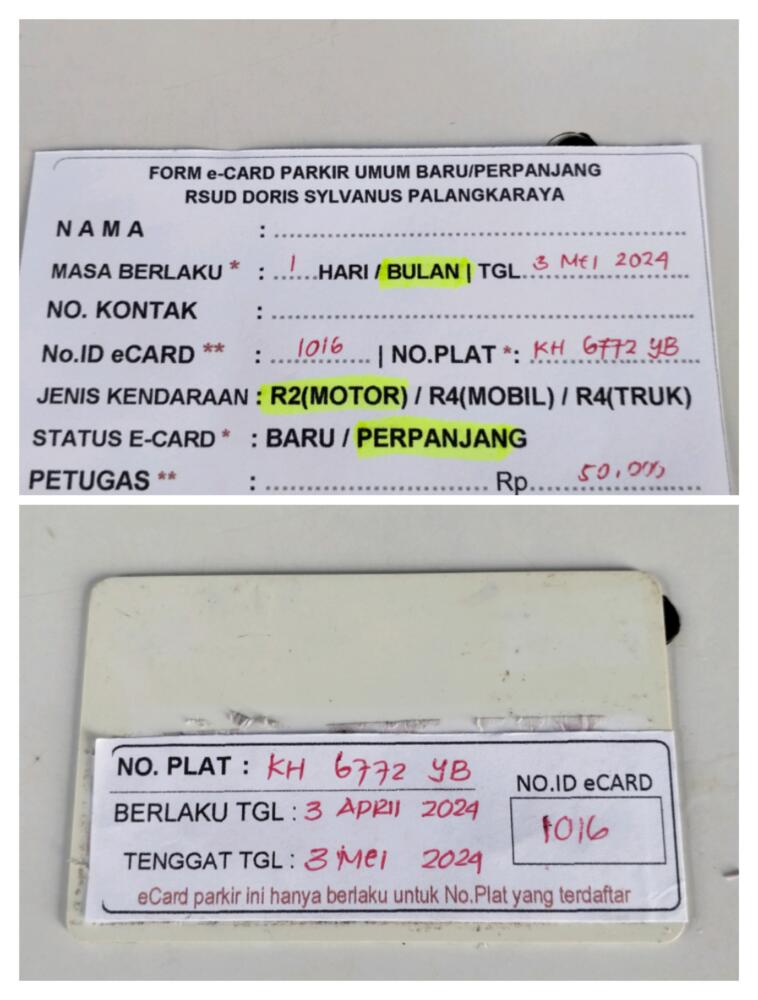 FORM e-CARD PARKIR UMUM BARU/PERPANJANG
RSUD DORIS SYLVANUS PALANGKARAYA
N A M A :
MASA BERLAKU * : 1 HARI / BULAN | TGL 3 MEI 2024
NO. KONTAK :
No.ID eCARD ** : 1016 | NO.PLAT *: KH 6772 YB
JENIS KENDARAAN : R2(MOTOR) / R4(MOBIL) / R4(TRUK)
STATUS E-CARD * : BARU / PERPANJANG
PETUGAS ** : Rp. 50.000
NO. PLAT : KH 6772 YB
NO.ID eCARD
BERLAKU TGL : 3 APRIL 2024
1016
TENGGAT TGL : 3 MEI 2024
eCard parkir ini hanya berlaku untuk No.Plat yang terdaftar